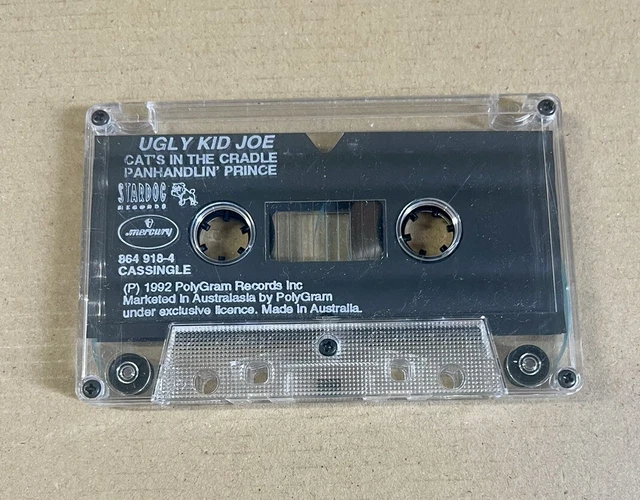 UGLY KID JOE
CAT'S IN THE CRADLE
PANHANDLIN' PRINCE
STARDOG
RECORDS
mercury
864 918-4
CASSINGLE
(P) 1992 PolyGram Records Inc
Marketed in Australasia by PolyGram
under exclusive licence. Made in Australia.